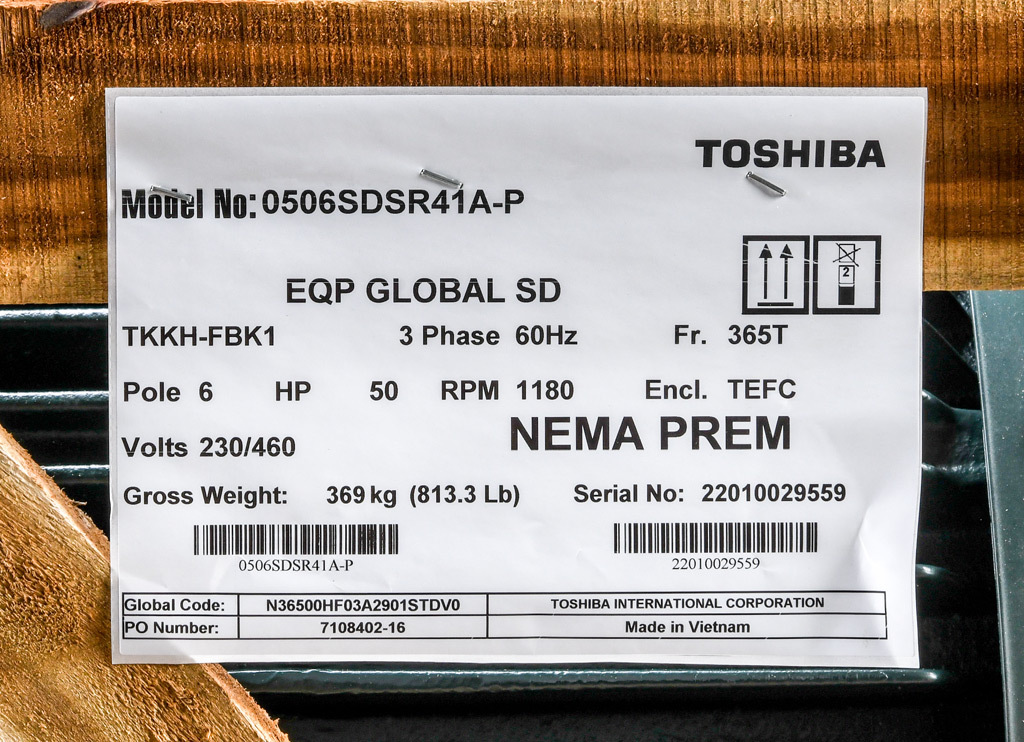 TOSHIBA
Model No: 0506SDSR41A-P
2
EQP GLOBAL SD
TKKH-FBK1 3 Phase 60Hz Fr. 365T
Pole 6 HP 50 RPM 1180 Encl. TEFC
Volts 230/460 NEMA PREM
Gross Weight: 369 kg (813.3 Lb) Serial No: 22010029559
0506SDSR41A-P 22010029559
Global Code: N36500HF03A2901STDV0 TOSHIBA INTERNATIONAL CORPORATION
PO Number: 7108402-16 Made in Vietnam